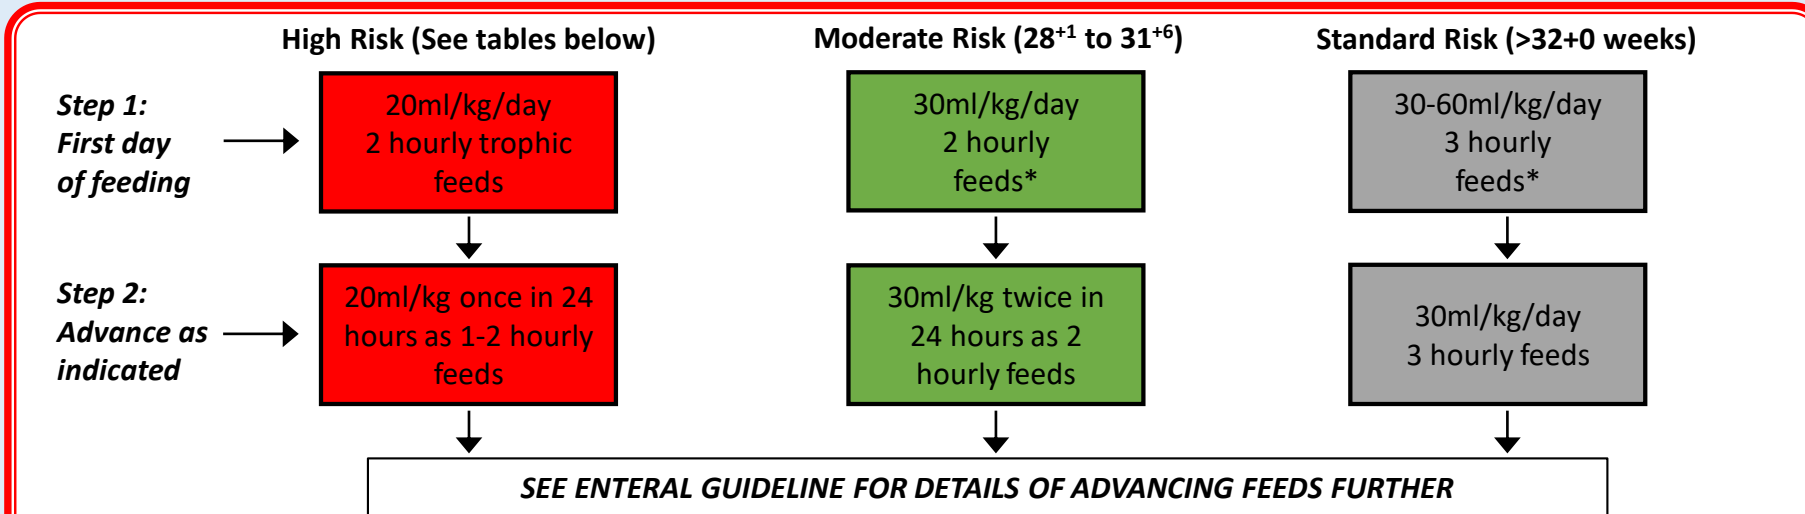 High Risk (See tables below)
Moderate Risk (28+1 to 31+6)
Standard Risk (>32+0 weeks)
Step 1:
First day
of feeding
20ml/kg/day
2 hourly trophic
feeds
30ml/kg/day
2 hourly
feeds*
30-60ml/kg/day
3 hourly
feeds*
Step 2:
Advance as
indicated
20ml/kg once in 24
hours as 1-2 hourly
feeds
30ml/kg twice in
24 hours as 2
hourly feeds
30ml/kg/day
3 hourly feeds
SEE ENTERAL GUIDELINE FOR DETAILS OF ADVANCING FEEDS FURTHER